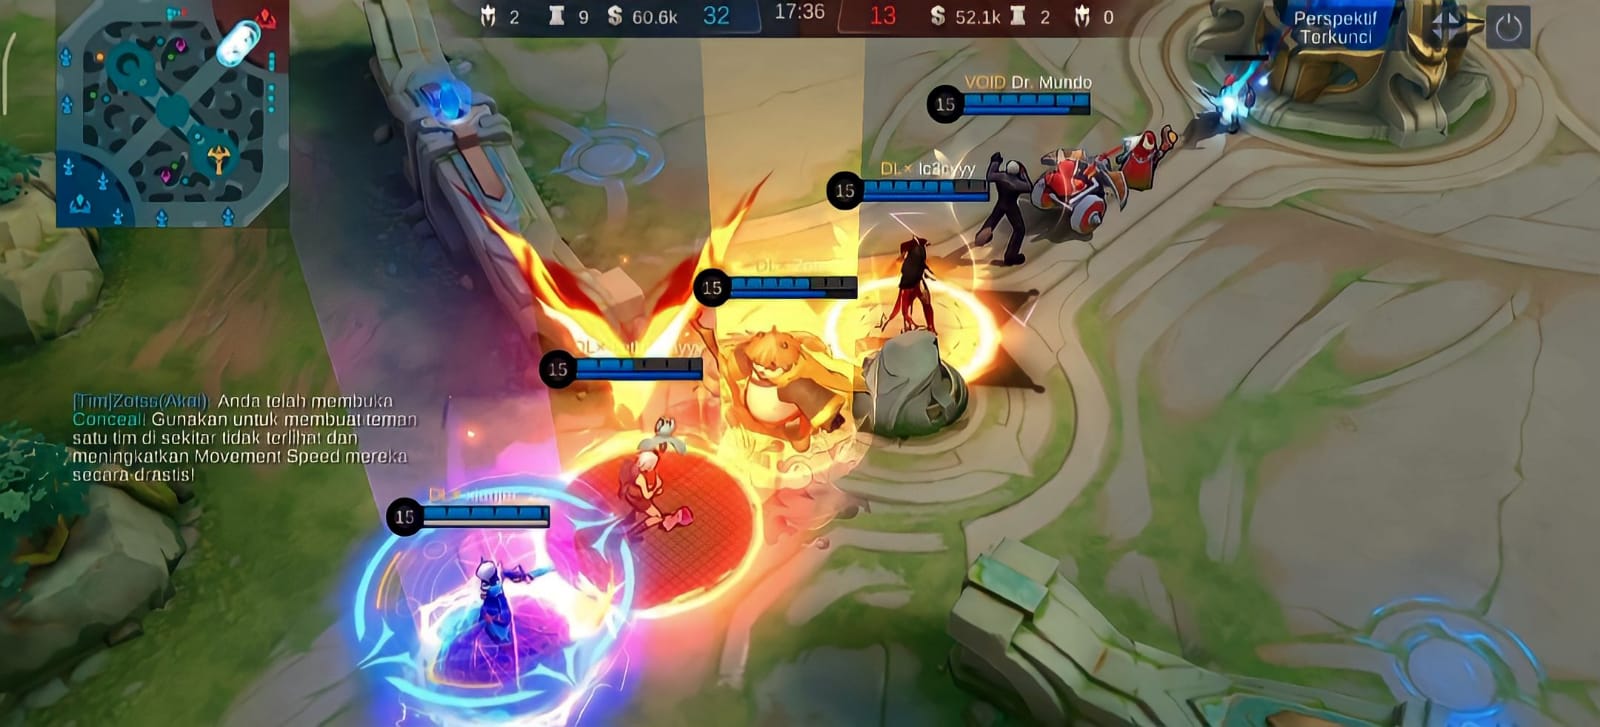 2 9 60.6k 32 17:36 13 52.1k 2 0
Perspektif
Terkunci
VOID Dr. Mundo
15
15
15
15
[Tim]Zotss(Akai): Anda telah membuka
Conceal! Gunakan untuk membuat teman
satu tim di sekitar tidak terlihat dan
meningkatkan Movement Speed mereka
secara drastis!
15